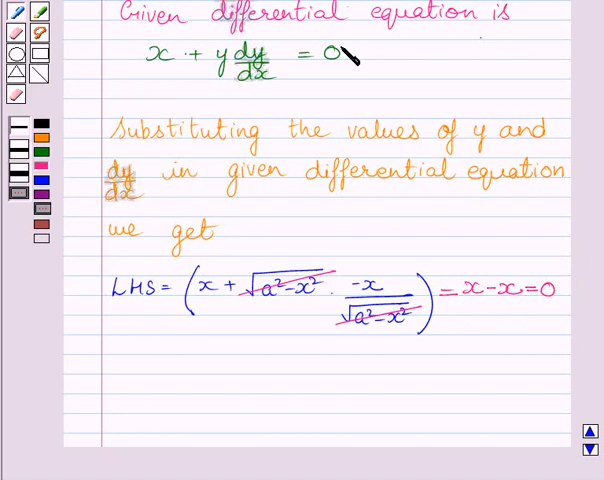 Given differential equation is
x + y dy/dx = 0
Substituting the values of y and
dy/dx in given differential equation
we get
LHS = (x + √(a²-x²) . -x/√(a²-x²)) = x-x=0